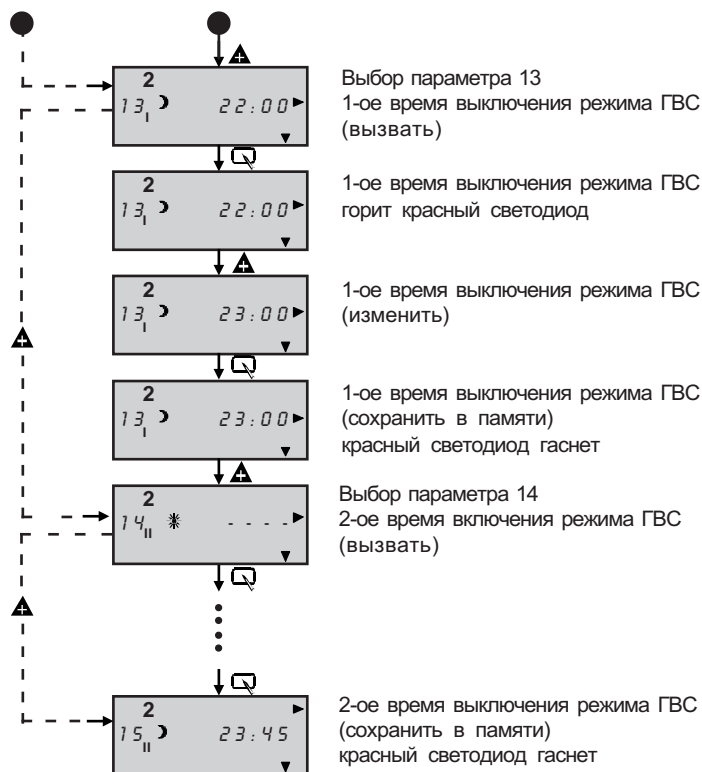 2
13 I 22:00
Выбор параметра 13
1-ое время выключения режима ГВС
(вызвать)
2
13 I 22:00
1-ое время выключения режима ГВС
горит красный светодиод
2
13 I 23:00
1-ое время выключения режима ГВС
(изменить)
2
13 I 23:00
1-ое время выключения режима ГВС
(сохранить в памяти)
красный светодиод гаснет
2
14 II - - - -
Выбор параметра 14
2-ое время включения режима ГВС
(вызвать)
2
15 II 23:45
2-ое время выключения режима ГВС
(сохранить в памяти)
красный светодиод гаснет